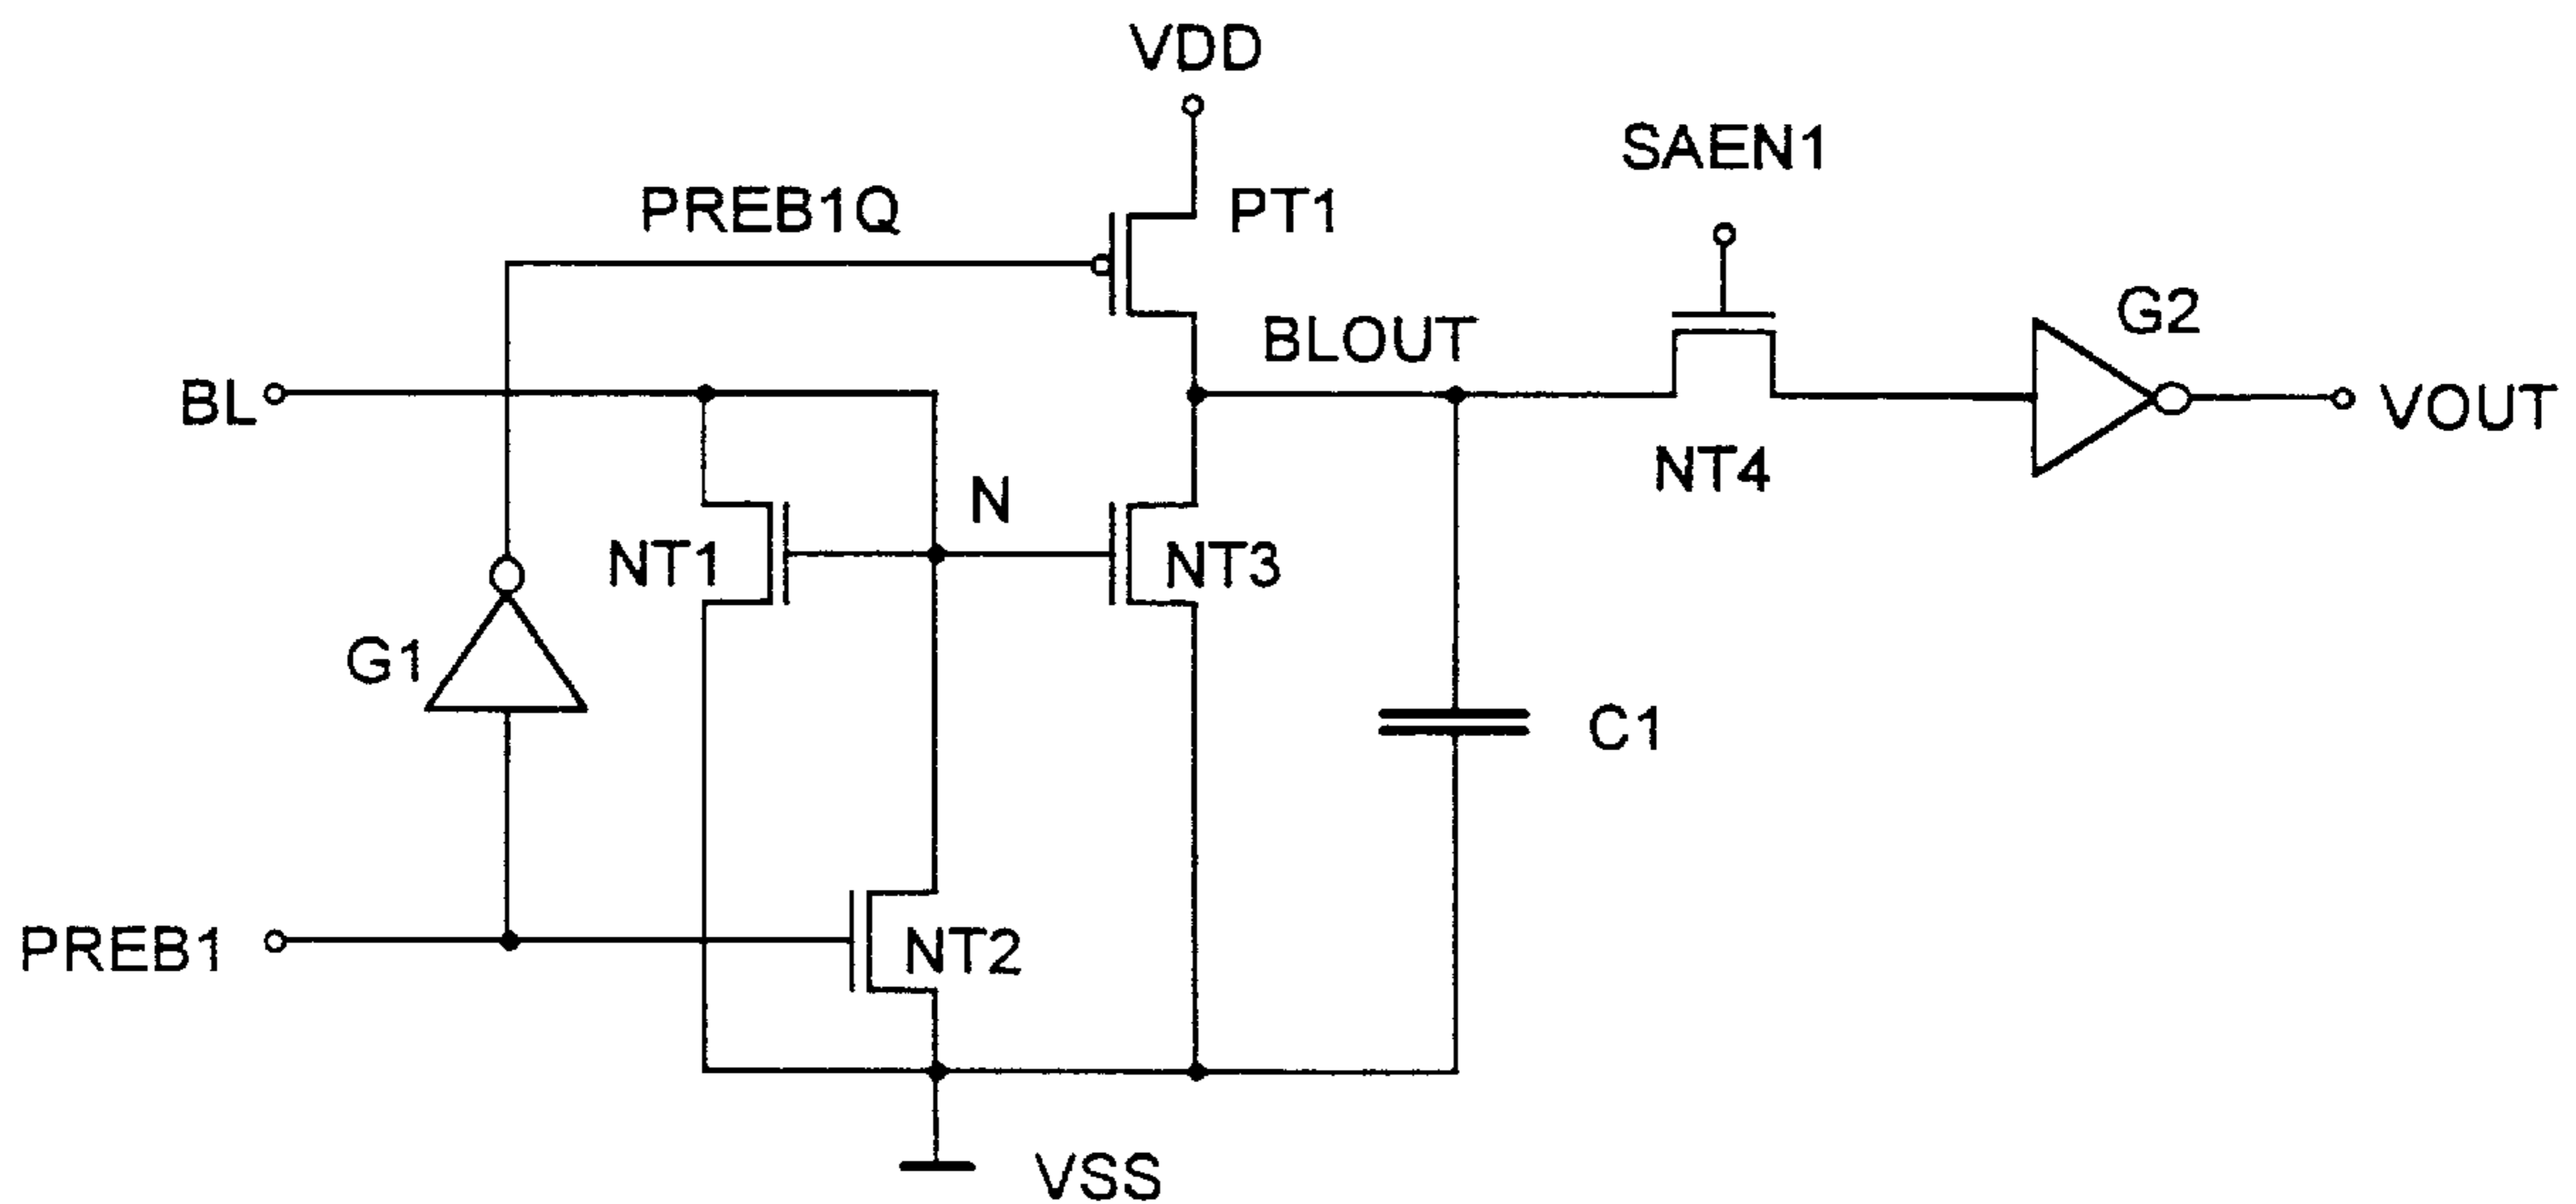 VDD
SAEN1
PREB1Q
PT1
G2
BLOUT
BL
VOUT
NT4
N
NT1
NT3
G1
C1
PREB1
NT2
VSS